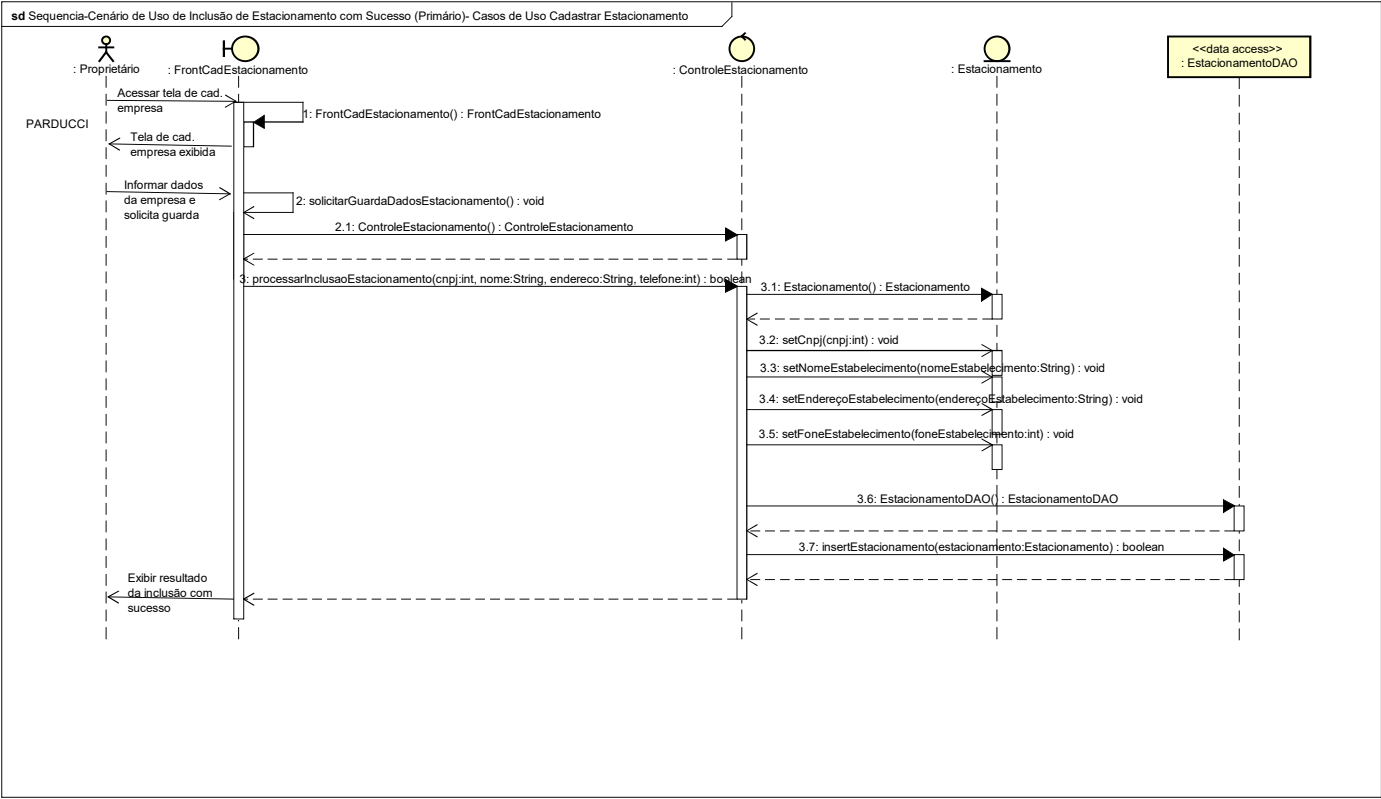 sd Sequencia-Cenário de Uso de Inclusão de Estacionamento com Sucesso (Primário)- Casos de Uso Cadastrar Estacionamento
: Proprietário
: FrontCadEstacionamento
: ControleEstacionamento
: Estacionamento
<<data access>>
: EstacionamentoDAO
Acessar tela de cad.
empresa
1: FrontCadEstacionamento() : FrontCadEstacionamento
PARDUCCI
Tela de cad.
empresa exibida
Informar dados
da empresa e
solicita guarda
2: solicitarGuardaDadosEstacionamento() : void
2.1: ControleEstacionamento() : ControleEstacionamento
3: processarInclusaoEstacionamento(cnpj:int, nome:String, endereco:String, telefone:int) : boolean
3.1: Estacionamento() : Estacionamento
3.2: setCnpj(cnpj:int) : void
3.3: setNomeEstabelecimento(nomeEstabelecimento:String) : void
3.4: setEndereçoEstabelecimento(endereçoEstabelecimento:String) : void
3.5: setFoneEstabelecimento(foneEstabelecimento:int) : void
3.6: EstacionamentoDAO() : EstacionamentoDAO
3.7: insertEstacionamento(estacionamento:Estacionamento) : boolean
Exibir resultado
da inclusão com
sucesso